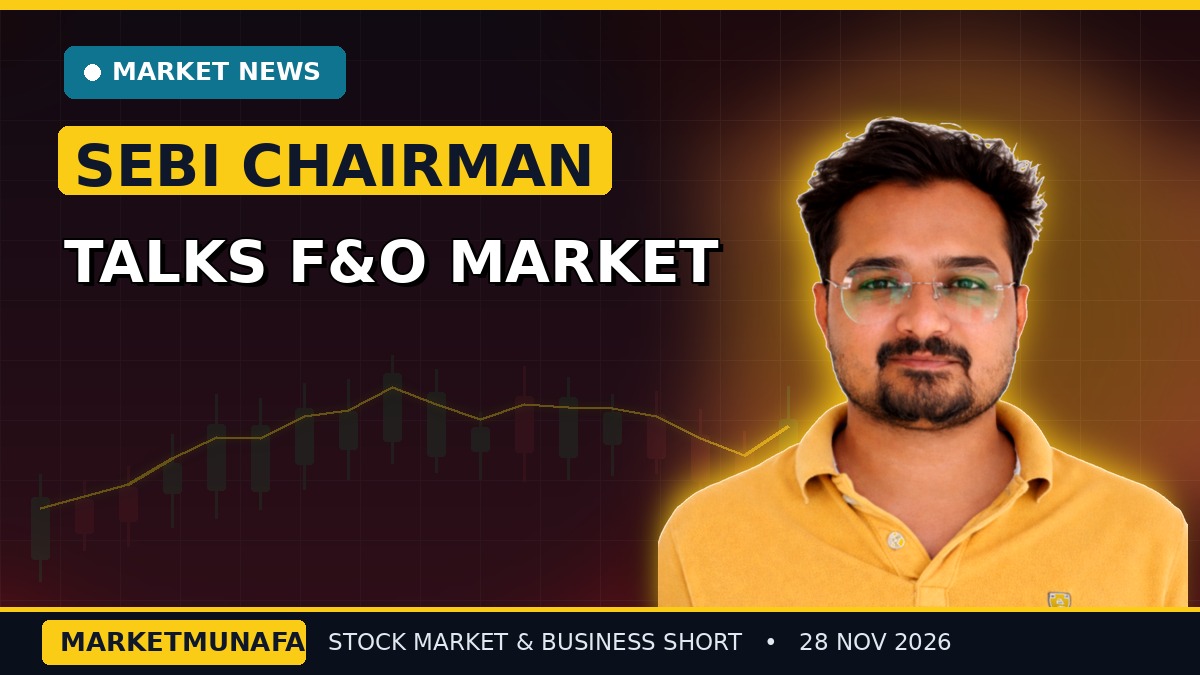 MARKET NEWS
SEBI CHAIRMAN
TALKS F&O MARKET
MARKETMUNAFA STOCK MARKET & BUSINESS SHORT • 28 NOV 2026